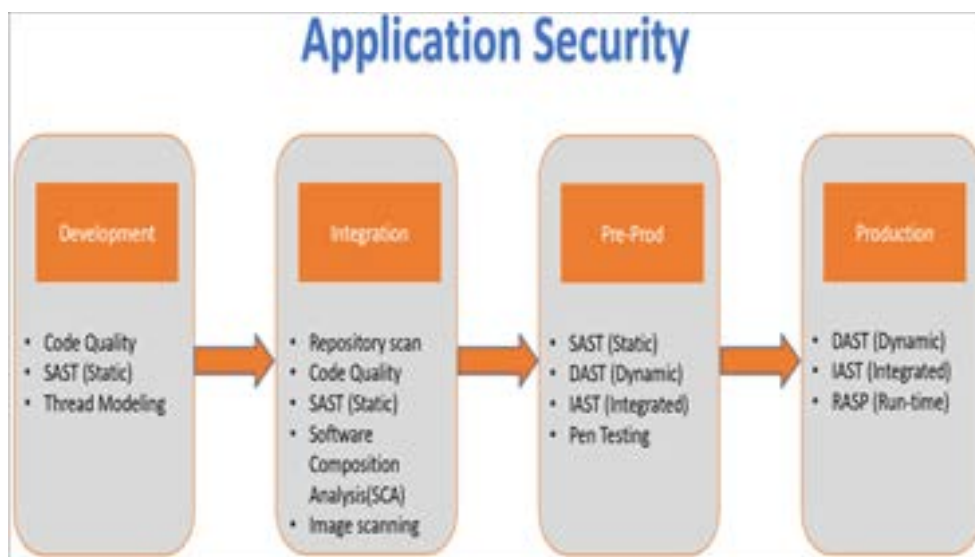 Application Security
Development
• Code Quality
• SAST (Static)
• Thread Modeling
Integration
• Repository scan
• Code Quality
• SAST (Static)
• Software
Composition
Analysis(SCA)
• Image scanning
Pre-Prod
• SAST (Static)
• DAST (Dynamic)
• IAST (Integrated)
• Pen Testing
Production
• DAST (Dynamic)
• IAST (Integrated)
• RASP (Run-time)